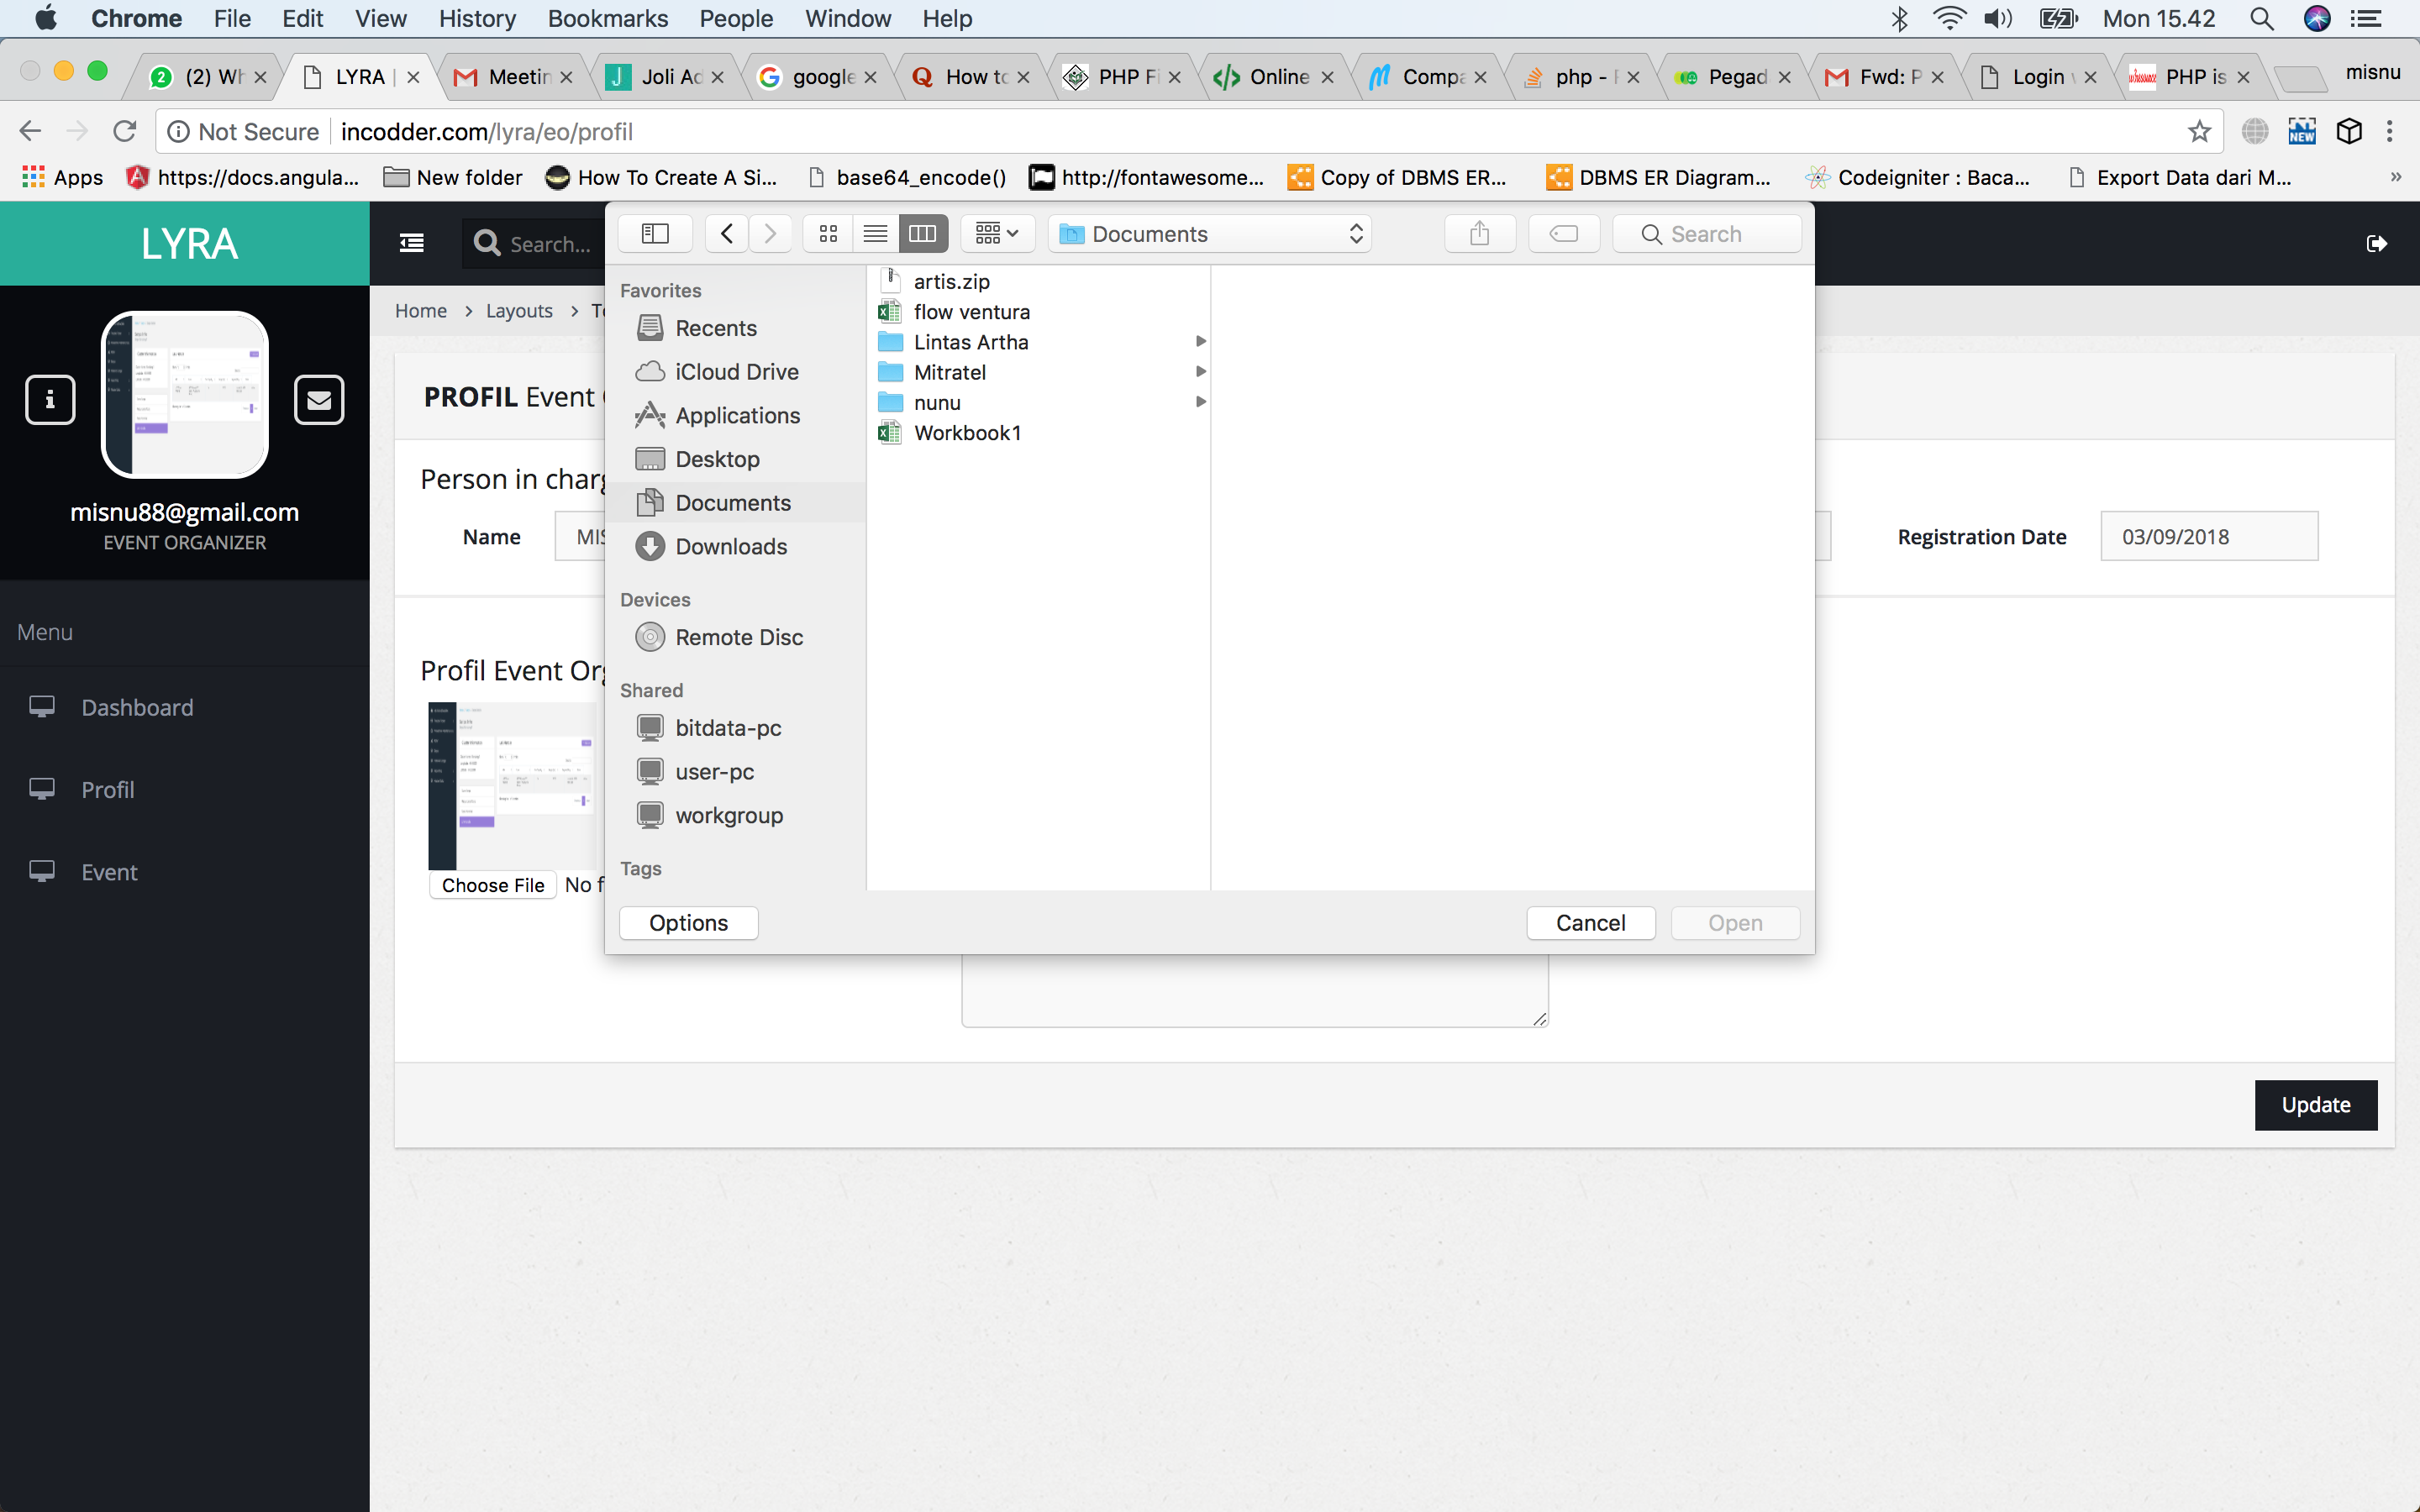 Chrome File Edit View History Bookmarks People Window Help Mon 15.42
(2) Wh LYRA | Meetin Joli Ad google How to PHP Fi Online Compa php - Pegad Fwd: P Login PHP is misnu
Not Secure incodder.com/lyra/eo/profil
Apps https://docs.angula... New folder How To Create A Si... base64_encode() http://fontawesome... Copy of DBMS ER... DBMS ER Diagram... Codeigniter : Baca... Export Data dari M... »
LYRA
Search...
Documents
Search
Home > Layouts >
misnu88@gmail.com
EVENT ORGANIZER
Menu
Dashboard
Profil
Event
PROFIL Event
Person in charg
Name MIS
Registration Date 03/09/2018
Profil Event Org
Choose File No f
Favorites
Recents
iCloud Drive
Applications
Desktop
Documents
Downloads
Devices
Remote Disc
Shared
bitdata-pc
user-pc
workgroup
Tags
artis.zip
flow ventura
Lintas Artha
Mitratel
nunu
Workbook1
Options Cancel Open
Update